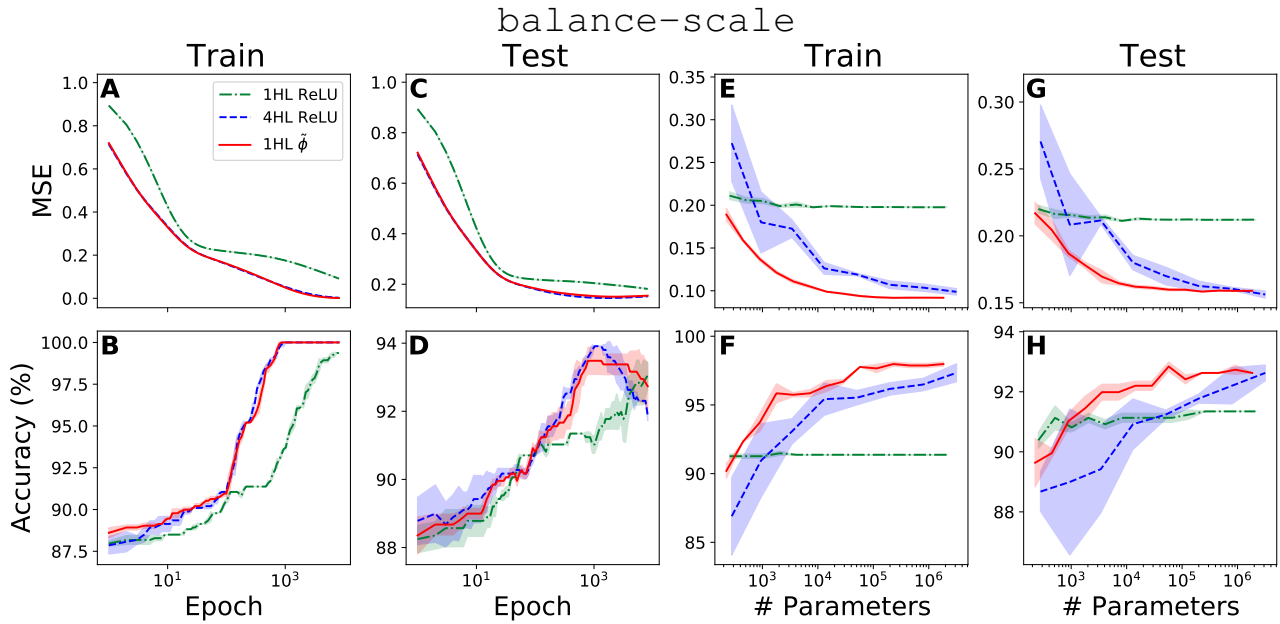 balance-scale
Train
Test
Train
Test
A
C
E
G
1HL ReLU
4HL ReLU
1HL ϕ̃
MSE
1.0
0.8
0.6
0.4
0.2
0.0
1.0
0.8
0.6
0.4
0.2
0.35
0.30
0.25
0.20
0.15
0.10
0.30
0.25
0.20
0.15
B
D
F
H
Accuracy (%)
100.0
97.5
95.0
92.5
90.0
87.5
94
92
90
88
100
95
90
85
94
92
90
88
10¹ 10³
10¹ 10³
10³ 10⁴ 10⁵ 10⁶
10³ 10⁴ 10⁵ 10⁶
Epoch
Epoch
# Parameters
# Parameters